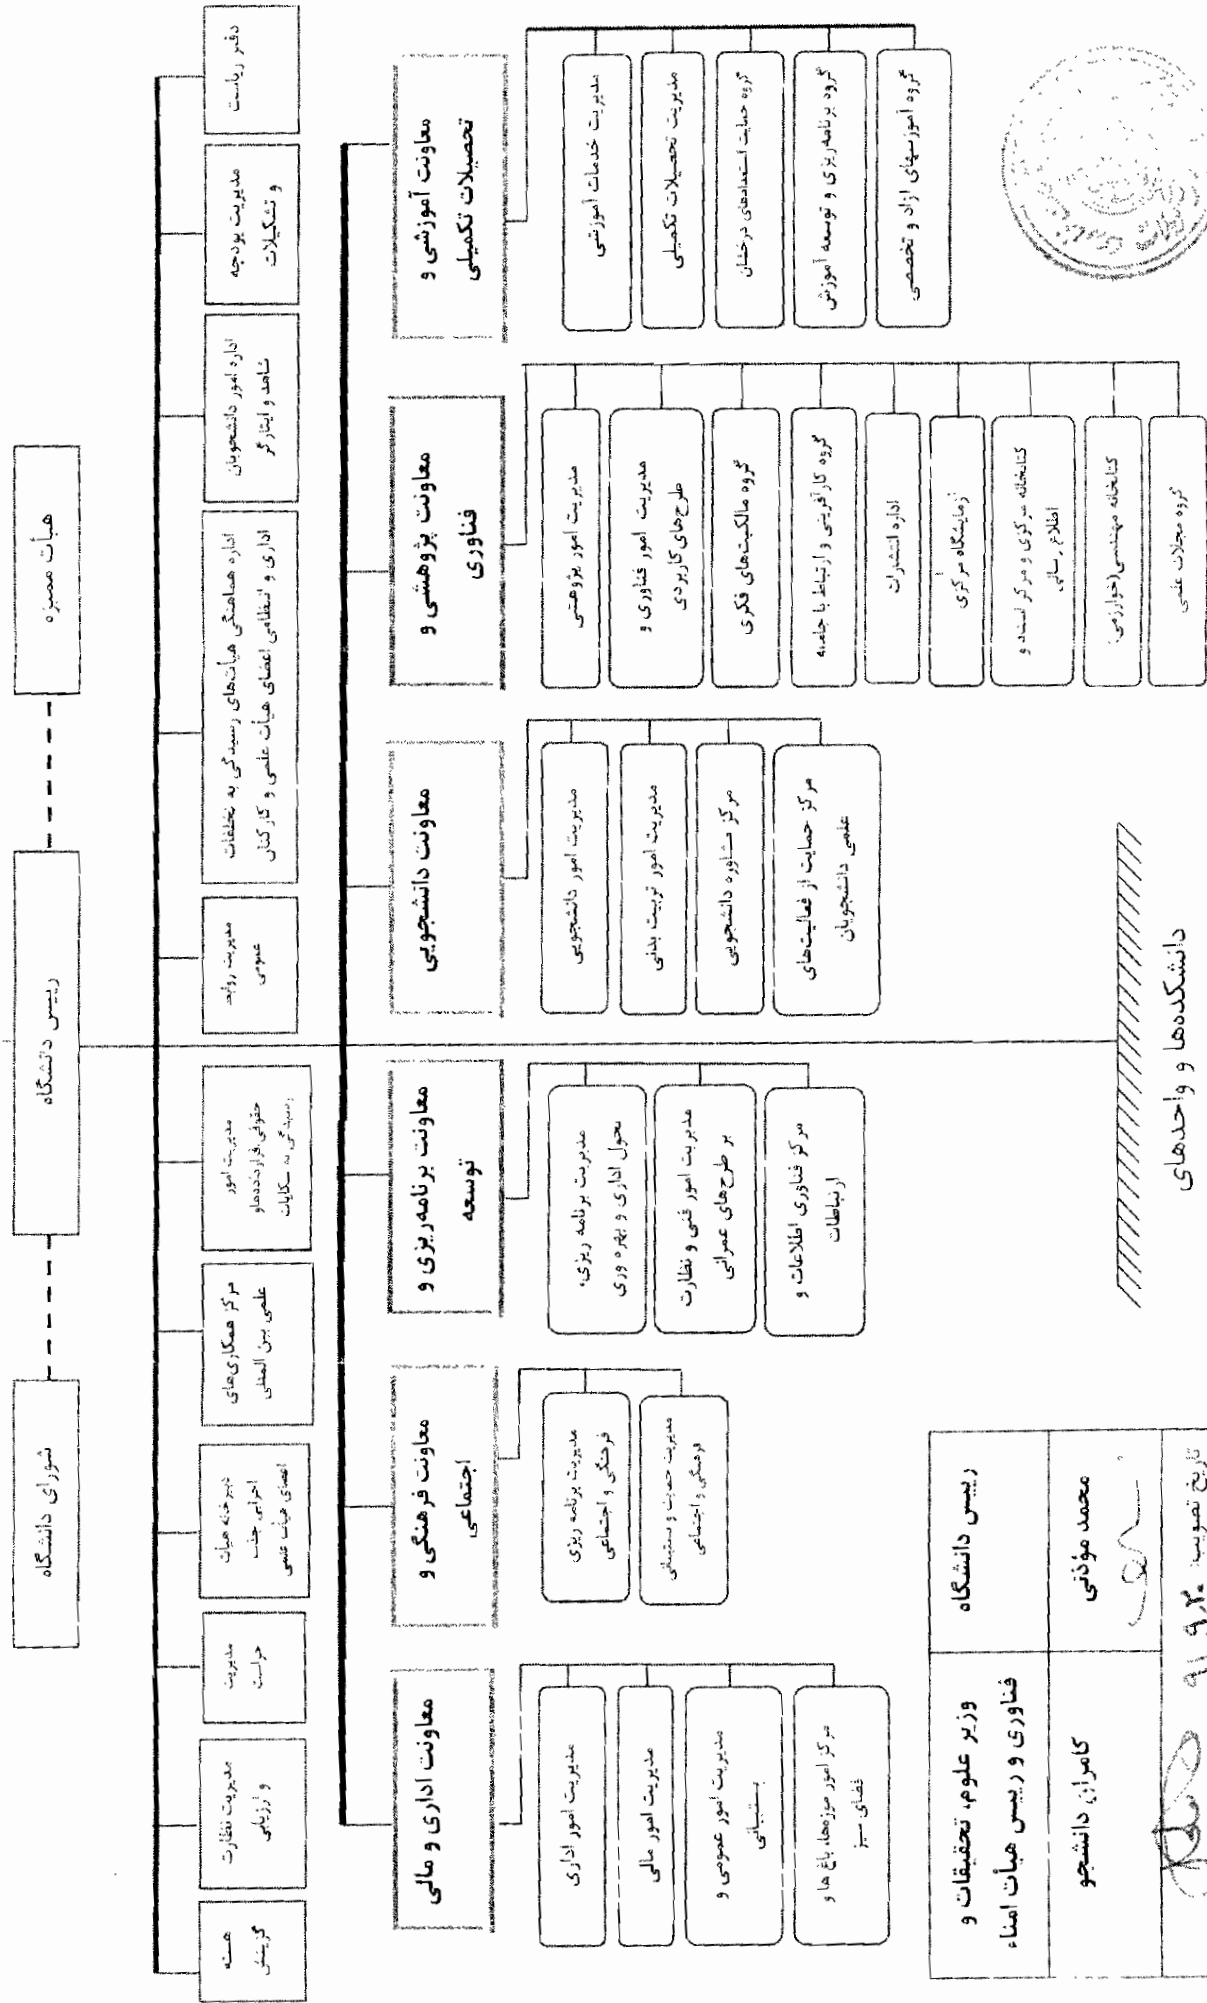 هیأت ممیزه
رییس دانشگاه
شورای دانشگاه
دفتر ریاست
مدیریت بودجه
و تشکیلات
اداره امور دانشجویان
شاهد و ایثارگر
اداره هماهنگی هیأت‌های رسیدگی به تخلفات
اداری و انتظامی اعضای هیأت علمی و کارکنان
مدیریت روابط
عمومی
مدیریت امور
حقوقی،قراردادهاو
رسیدگی به شکایات
مرکز همکاری‌های
علمی بین المللی
دبیرخانه هیأت
اجرایی جذب
اعضای هیأت علمی
مدیریت
حراست
مدیریت نظارت
و ارزیابی
هسته
گزینش
معاونت آموزشی و
تحصیلات تکمیلی
مدیریت خدمات آموزشی
مدیریت تحصیلات تکمیلی
گروه حمایت استعدادهای درخشان
گروه برنامه‌ریزی و توسعه آموزش
گروه آموزشهای آزاد و تخصصی
معاونت پژوهشی و
فناوری
مدیریت امور پژوهشی
مدیریت امور فناوری و
طرح‌های کاربردی
گروه مالکیت‌های فکری
گروه کارآفرینی و ارتباط با جامعه
اداره انتشارات
آزمایشگاه مرکزی
کتابخانه مرکزی و مرکز اسناد و
اطلاع رسانی
کتابخانه مهندسی(خوارزمی)
گروه مجلات علمی
معاونت دانشجویی
مدیریت امور دانشجویی
مدیریت امور تربیت بدنی
مرکز مشاوره دانشجویی
مرکز حمایت از فعالیت‌های
علمی دانشجویان
معاونت برنامه‌ریزی و
توسعه
مدیریت برنامه ریزی،
تحول اداری و بهره وری
مدیریت امور فنی و نظارت
بر طرح‌های عمرانی
مرکز فناوری اطلاعات و
ارتباطات
معاونت فرهنگی و
اجتماعی
مدیریت برنامه ریزی
فرهنگی و اجتماعی
مدیریت حمایت و پشتیبانی
فرهنگی و اجتماعی
معاونت اداری و مالی
مدیریت امور اداری
مدیریت امور مالی
مدیریت امور عمومی و
پشتیبانی
مرکز امور موزه‌ها، باغ ها و
فضای سبز
دانشکده‌ها و واحدهای
رییس دانشگاه
وزیر علوم، تحقیقات و
فناوری و رییس هیأت امناء
محمد مؤذنی
کامران دانشجو
تاریخ تصویب: